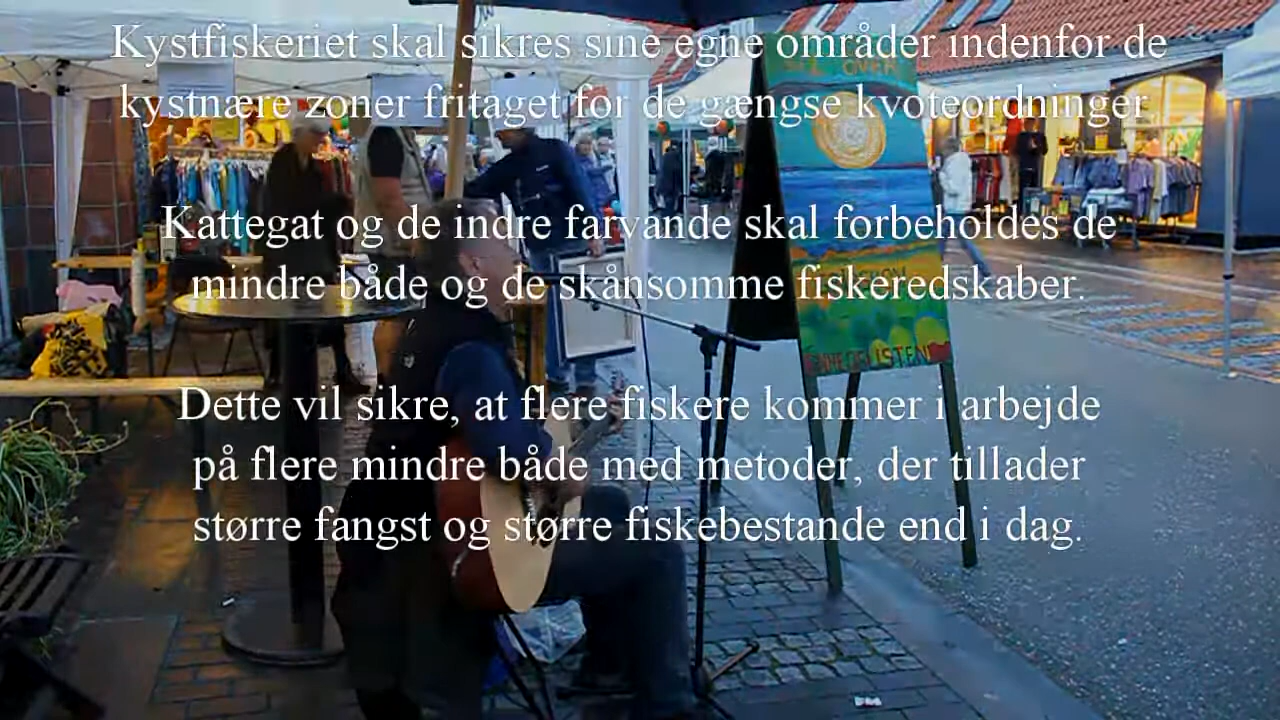 Kystfiskeriet skal sikres sine egne områder indenfor de
kystnære zoner fritaget for de gængse kvoteordninger
Kattegat og de indre farvande skal forbeholdes de
mindre både og de skånsomme fiskeredskaber.
Dette vil sikre, at flere fiskere kommer i arbejde
på flere mindre både med metoder, der tillader
større fangst og større fiskebestande end i dag.
OVER